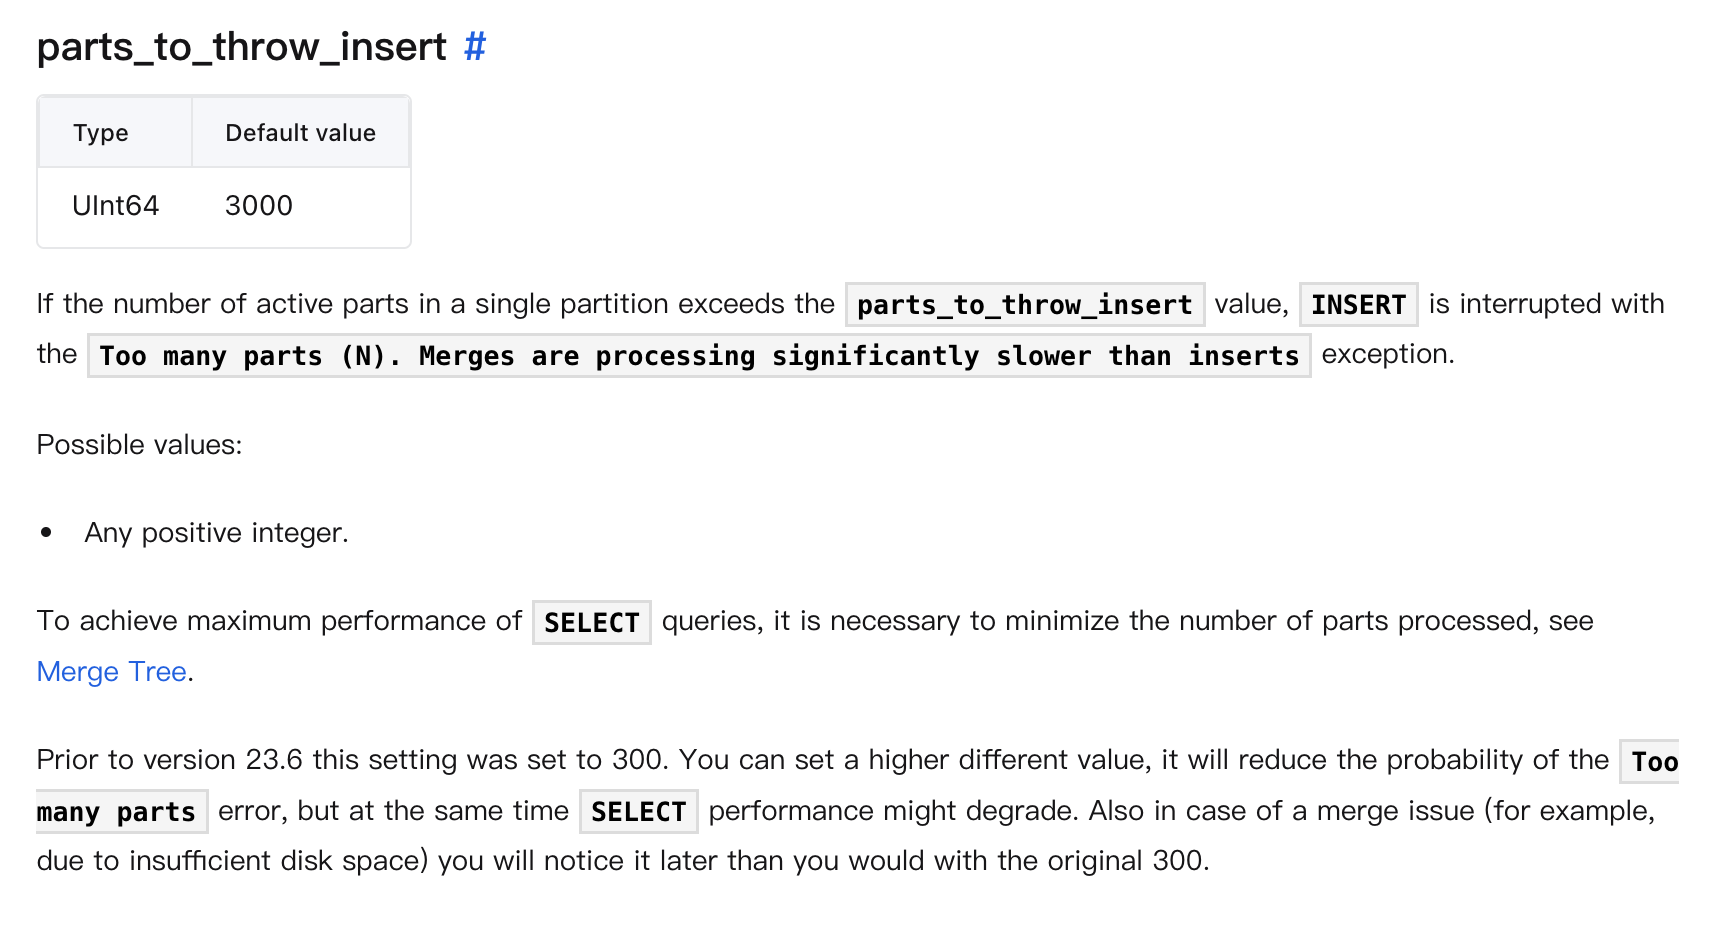 parts_to_throw_insert #
Type Default value
UInt64 3000
If the number of active parts in a single partition exceeds the parts_to_throw_insert value, INSERT is interrupted with
the Too many parts (N). Merges are processing significantly slower than inserts exception.
Possible values:
• Any positive integer.
To achieve maximum performance of SELECT queries, it is necessary to minimize the number of parts processed, see
Merge Tree.
Prior to version 23.6 this setting was set to 300. You can set a higher different value, it will reduce the probability of the Too
many parts error, but at the same time SELECT performance might degrade. Also in case of a merge issue (for example,
due to insufficient disk space) you will notice it later than you would with the original 300.